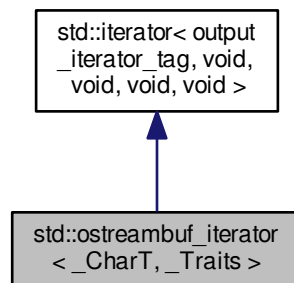 std::iterator< output
_iterator_tag, void,
void, void, void >
std::ostreambuf_iterator
< _CharT, _Traits >